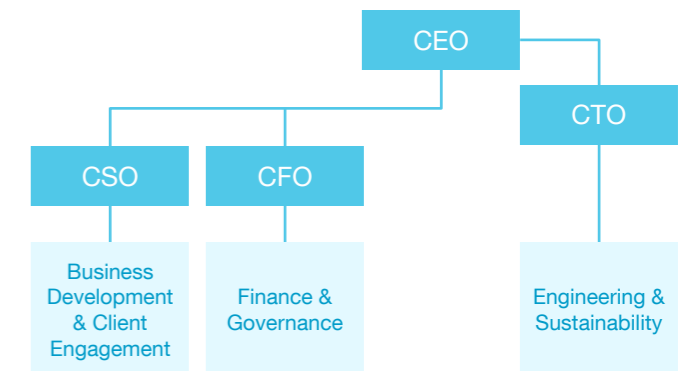 CEO
CTO
CSO
CFO
Business
Development
& Client
Engagement
Finance &
Governance
Engineering &
Sustainability